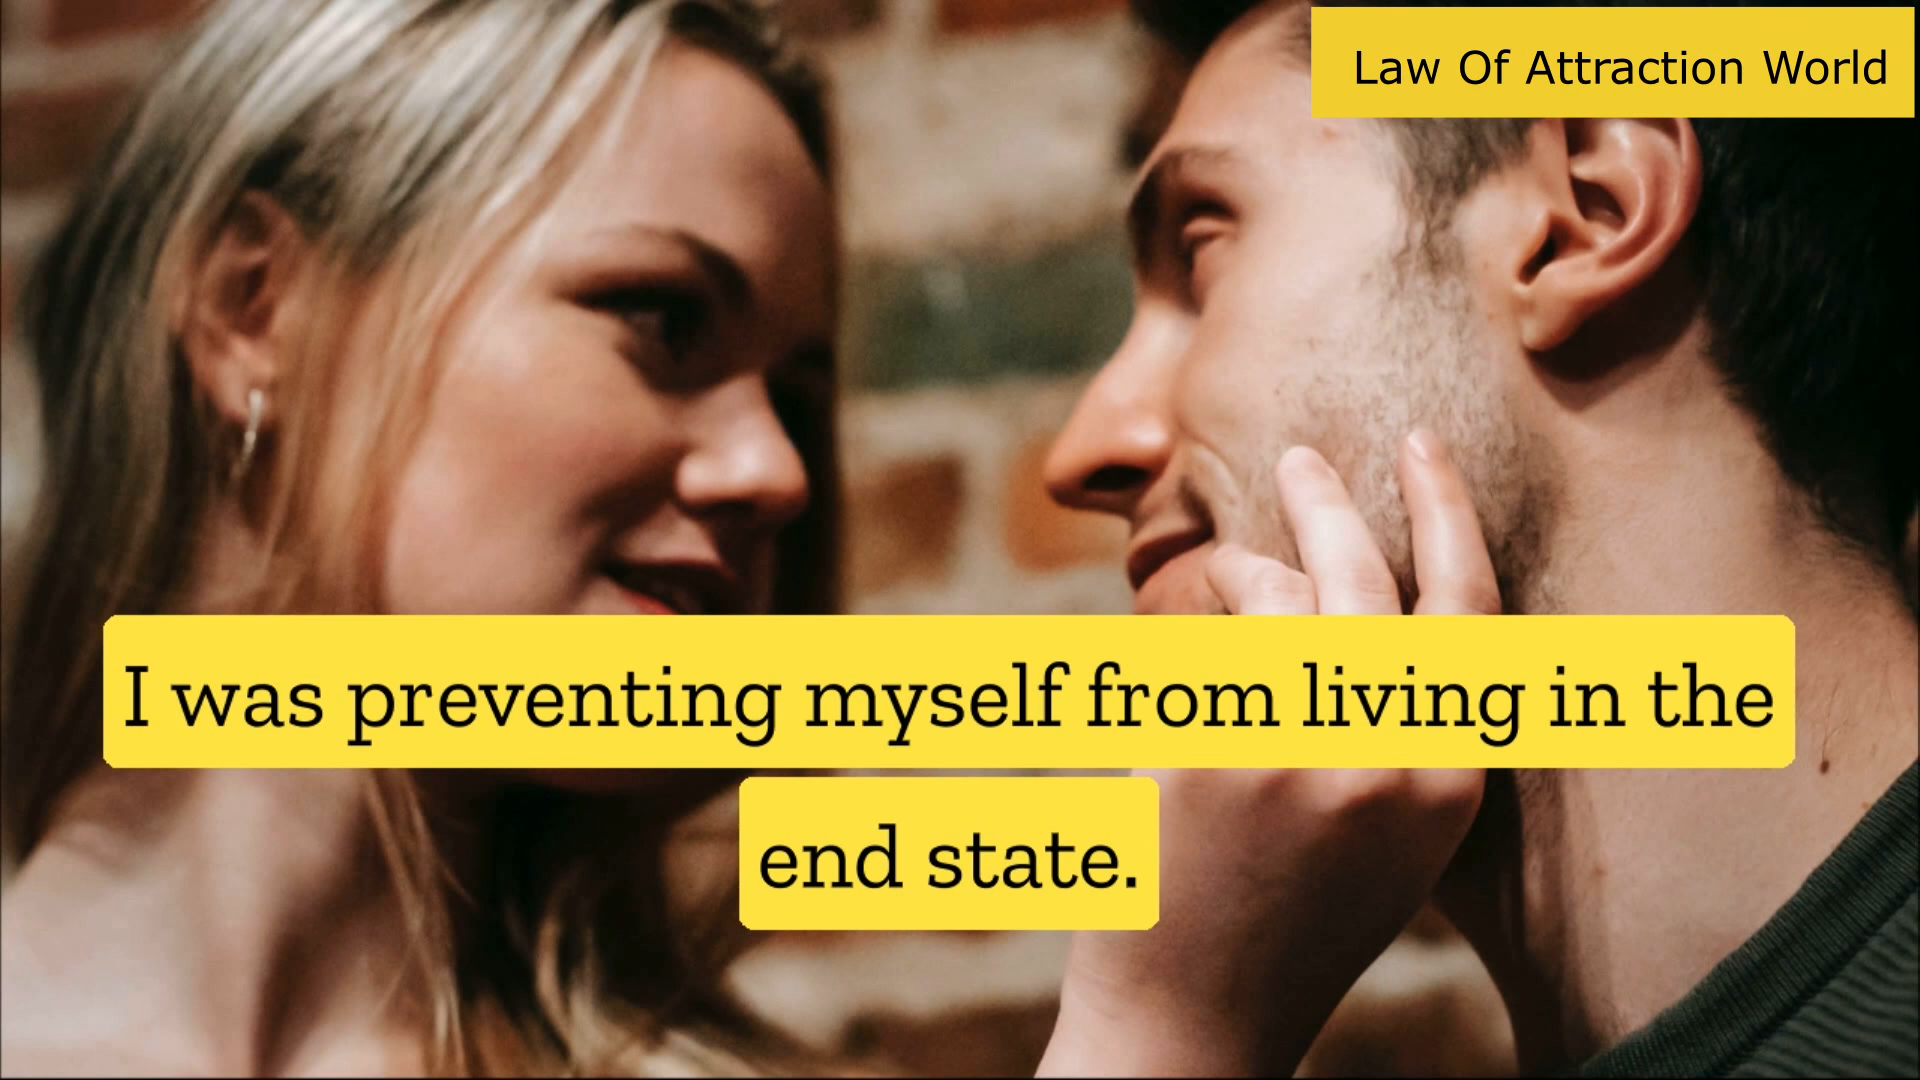 Law Of Attraction World
I was preventing myself from living in the
end state.